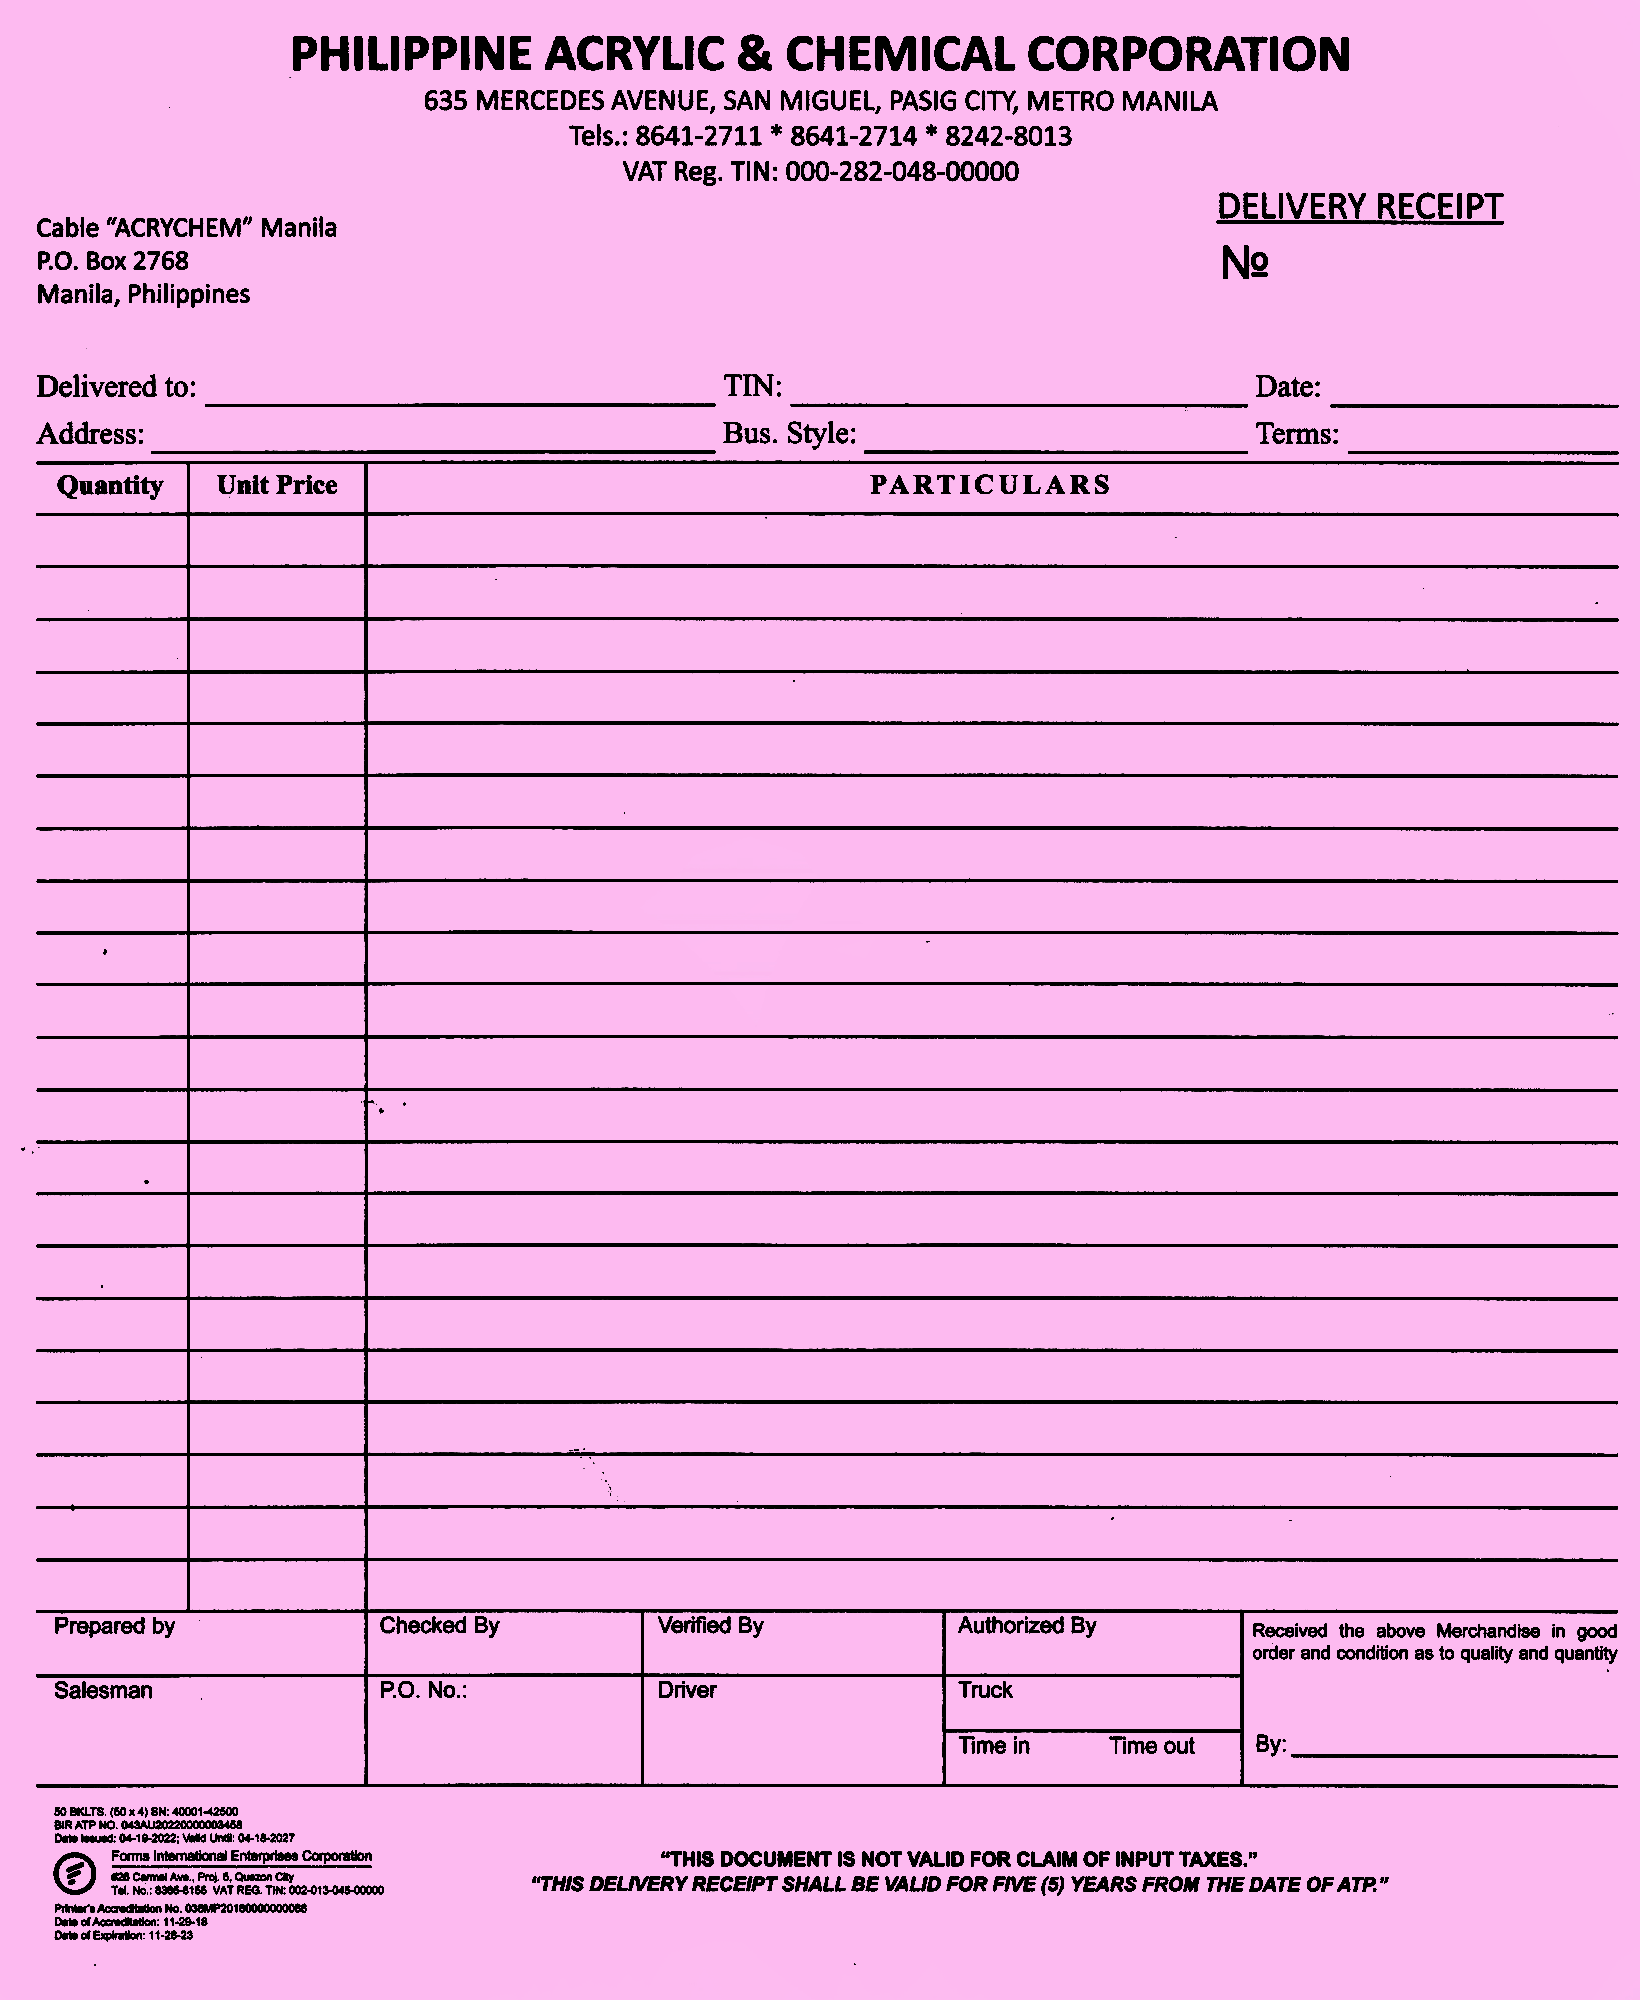 PHILIPPINE ACRYLIC & CHEMICAL CORPORATION
635 MERCEDES AVENUE, SAN MIGUEL, PASIG CITY, METRO MANILA
Tels.: 8641-2711 * 8641-2714 * 8242-8013
VAT Reg. TIN: 000-282-048-00000
DELIVERY RECEIPT
Cable "ACRYCHEM" Manila
P.O. Box 2768
Manila, Philippines
№
Delivered to: TIN: Date:
Address: Bus. Style: Terms:
Quantity Unit Price PARTICULARS
Prepared by Checked By Verified By Authorized By
Received the above Merchandise in good
order and condition as to quality and quantity
Salesman P.O. No.: Driver Truck
Time in Time out By:
50 BKLTS. (50 x 4) SN: 40001-42500
BIR ATP NO. 043AU20220000003458
Date Issued: 04-19-2022; Valid Until: 04-18-2027
Forms International Enterprises Corporation
626 Carmel Ave., Proj. 6, Quezon City
Tel. No.: VAT REG. TIN: 002-013-045-00000
Printer's Accreditation No.
Date of Accreditation: 11-29-18
Date of Expiration: 11-28-23
"THIS DOCUMENT IS NOT VALID FOR CLAIM OF INPUT TAXES."
"THIS DELIVERY RECEIPT SHALL BE VALID FOR FIVE (5) YEARS FROM THE DATE OF ATP."